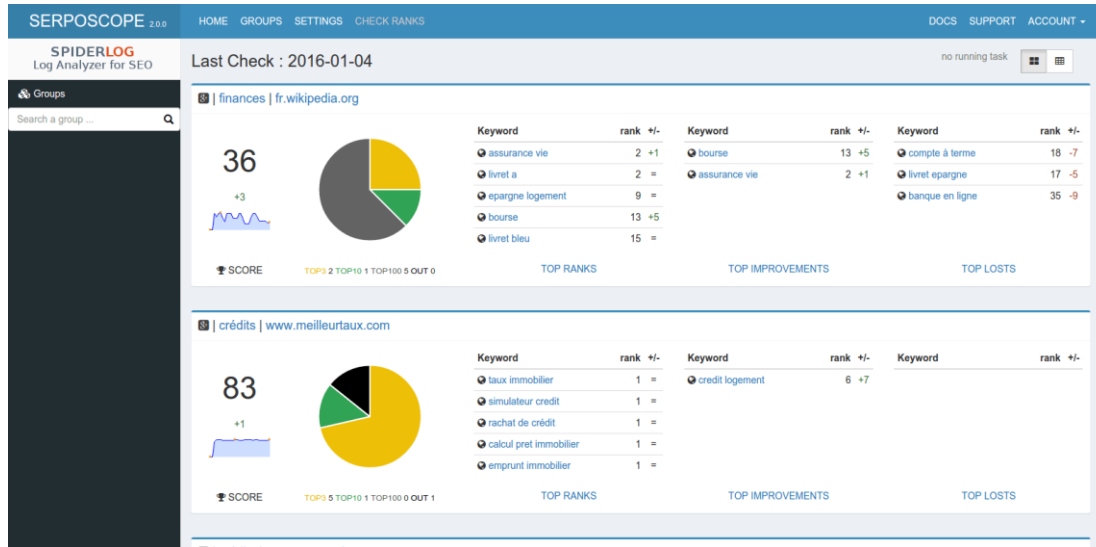 SERPOSCOPE 2.0.0 HOME GROUPS SETTINGS CHECK RANKS DOCS SUPPORT ACCOUNT
SPIDERLOG
Log Analyzer for SEO
Last Check : 2016-01-04 no running task
Groups
Search a group ...
| finances | fr.wikipedia.org
36
+3
SCORE
TOP3 2 TOP10 1 TOP100 5 OUT 0
Keyword rank +/-
assurance vie 2 +1
livret a 2 =
epargne logement 9 =
bourse 13 +5
livret bleu 15 =
TOP RANKS
Keyword rank +/-
bourse 13 +5
assurance vie 2 +1
TOP IMPROVEMENTS
Keyword rank +/-
compte à terme 18 -7
livret epargne 17 -5
banque en ligne 35 -9
TOP LOSTS
| crédits | www.meilleurtaux.com
83
+1
SCORE
TOP3 5 TOP10 1 TOP100 0 OUT 1
Keyword rank +/-
taux immobilier 1 =
simulateur credit 1 =
rachat de crédit 1 =
calcul pret immobilier 1 =
emprunt immobilier 1 =
TOP RANKS
Keyword rank +/-
credit logement 6 +7
TOP IMPROVEMENTS
Keyword rank +/-
TOP LOSTS